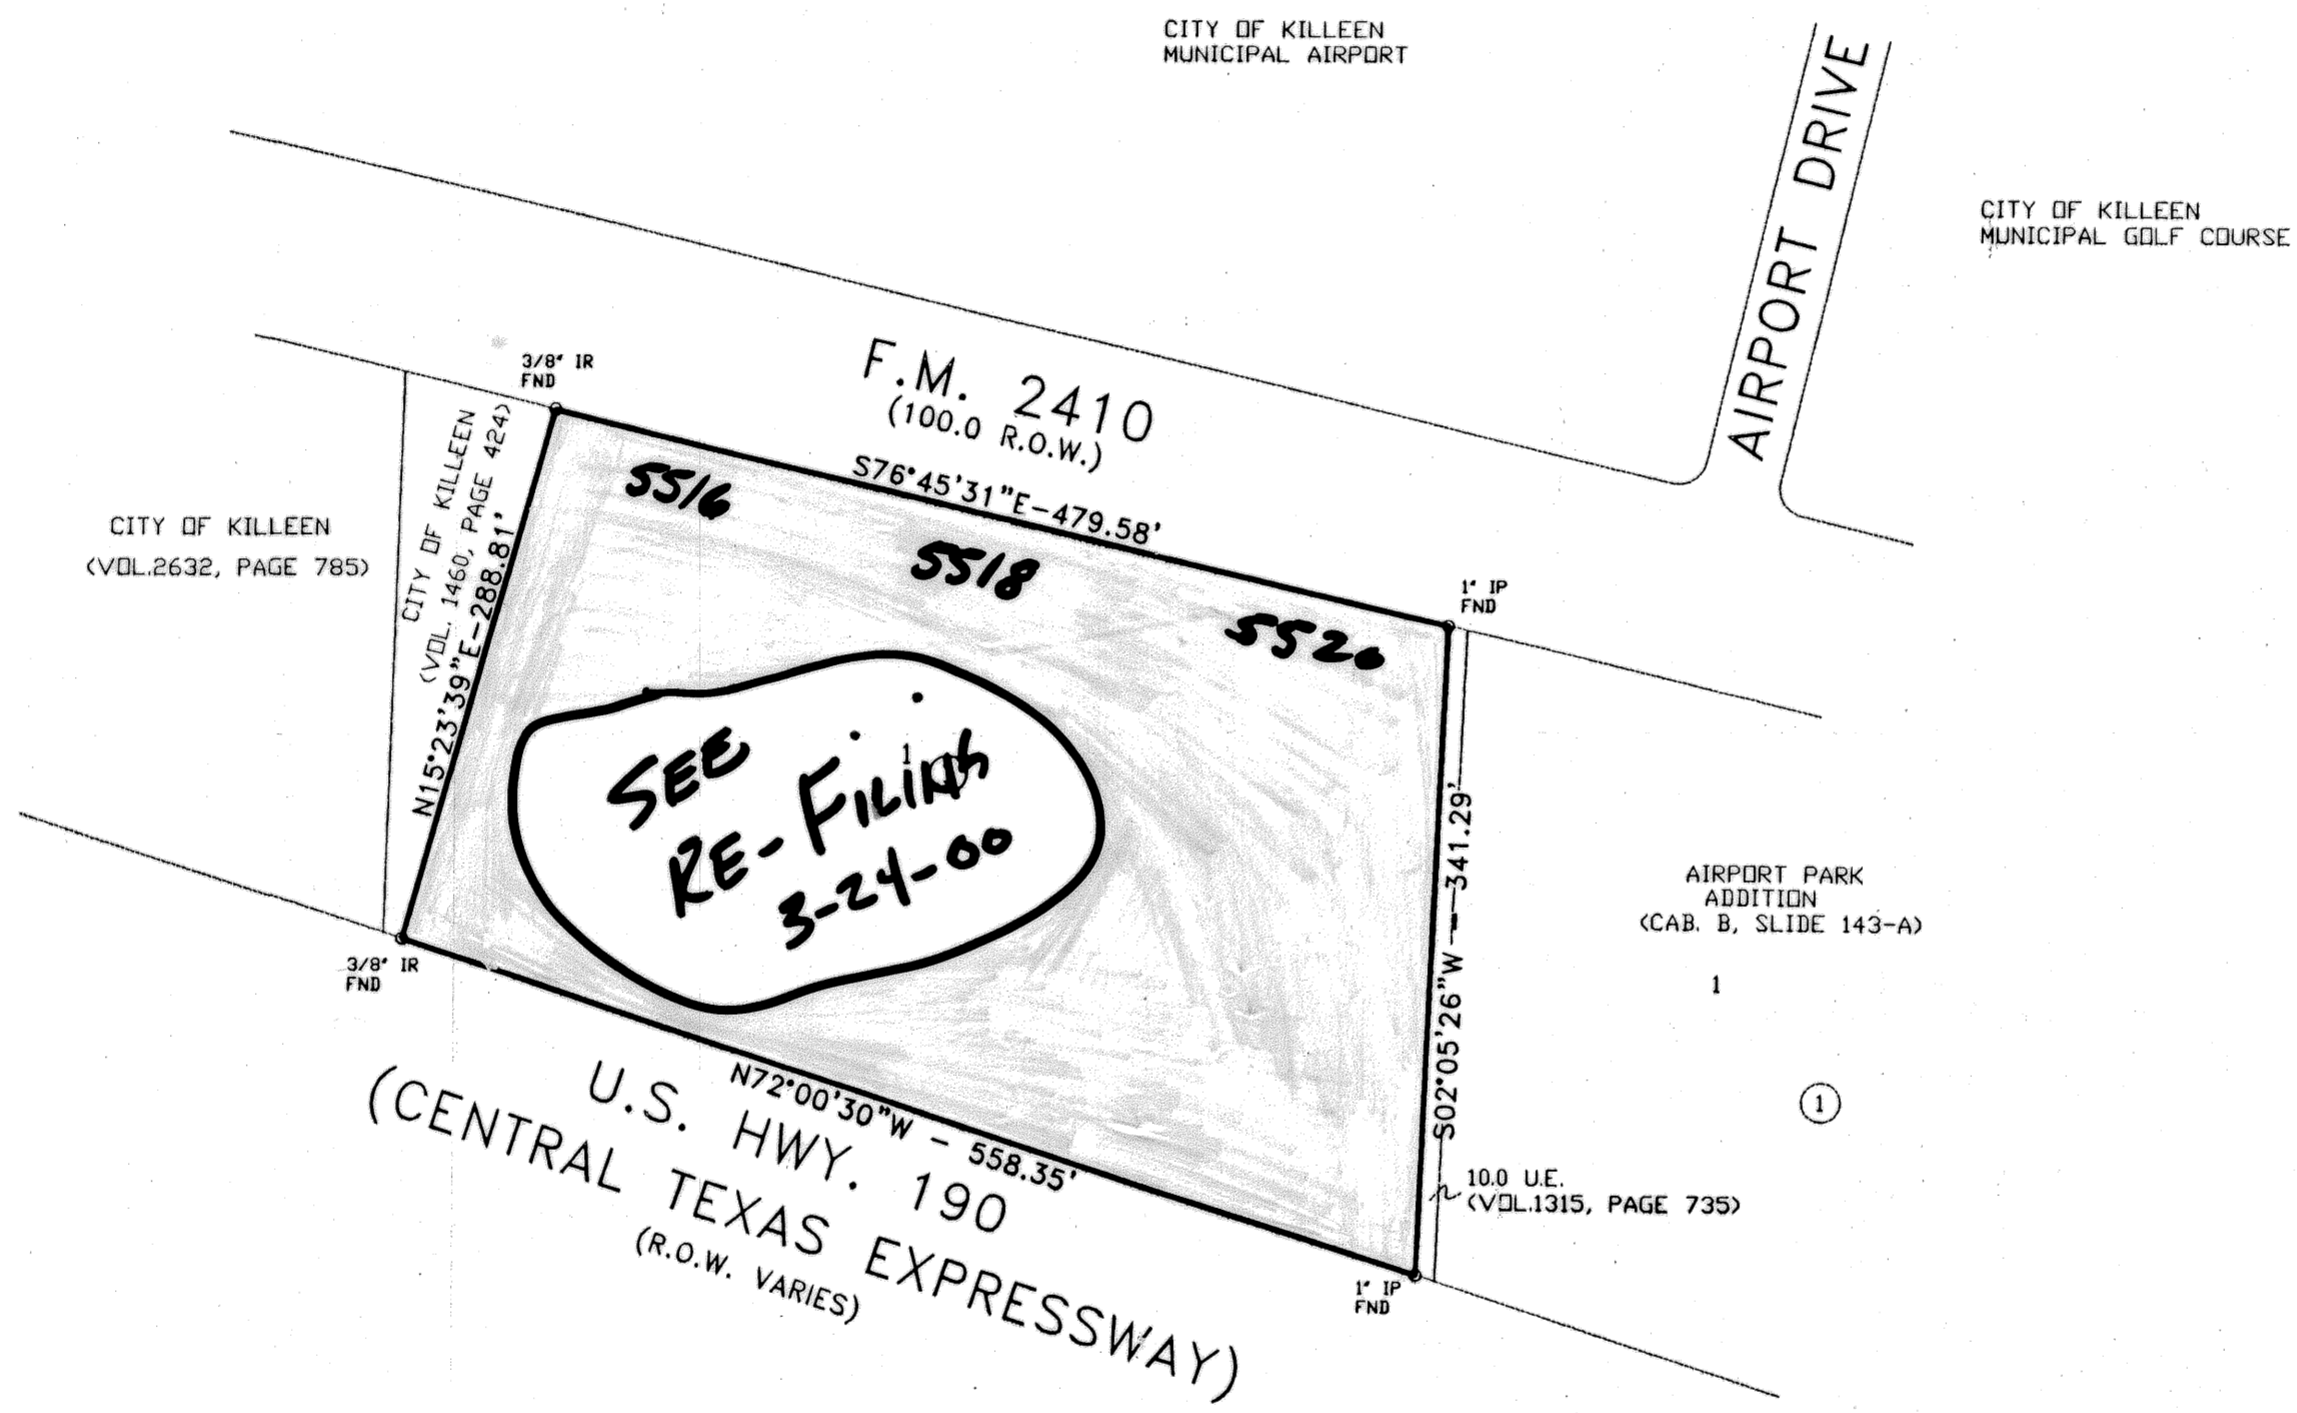 CITY OF KILLEEN
MUNICIPAL AIRPORT
AIRPORT DRIVE
CITY OF KILLEEN
MUNICIPAL GOLF COURSE
3/8" IR
FND
F.M. 2410
(100.0 R.O.W.)
S76°45'31"E-479.58'
5516
5518
5520
1" IP
FND
CITY OF KILLEEN
(VOL.2632, PAGE 785)
CITY OF KILLEEN
(VOL. 1460, PAGE 424)
N15°23'39"E-288.81'
SEE
RE-FILING
3-24-00
1
S02°05'26"W - 341.29'
AIRPORT PARK
ADDITION
(CAB. B, SLIDE 143-A)
1
1
3/8" IR
FND
N72°00'30"W - 558.35'
U.S. HWY. 190
(CENTRAL TEXAS EXPRESSWAY)
(R.O.W. VARIES)
10.0 U.E.
(VOL.1315, PAGE 735)
1" IP
FND